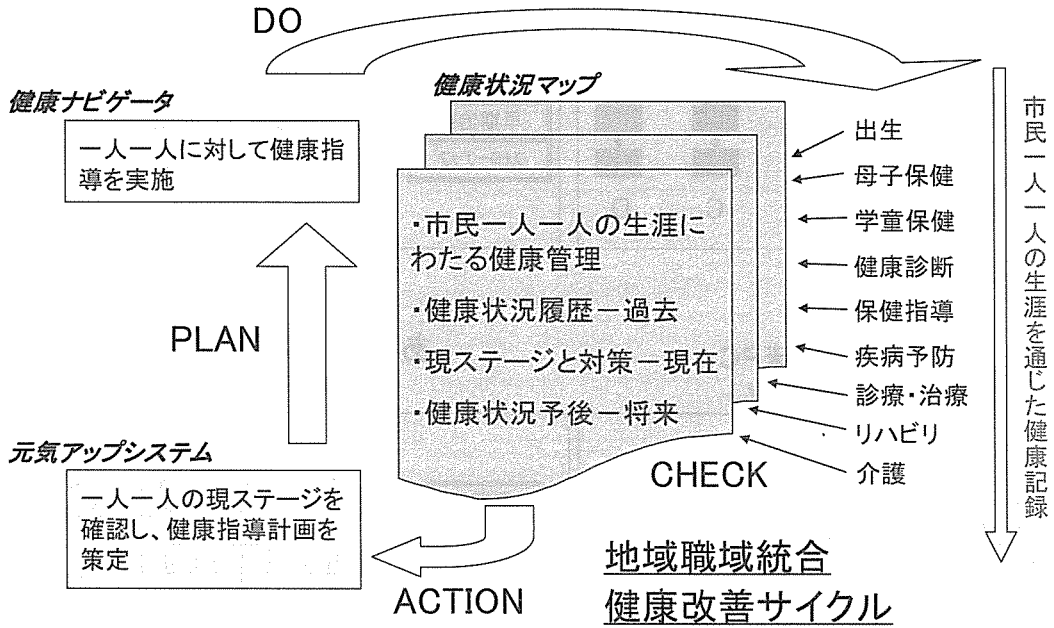 DO
健康ナビゲータ
一人一人に対して健康指
導を実施
PLAN
元気アップシステム
一人一人の現ステージを
確認し、健康指導計画を
策定
健康状況マップ
・市民一人一人の生涯に
わたる健康管理
・健康状況履歴－過去
・現ステージと対策－現在
・健康状況予後－将来
出生
母子保健
学童保健
健康診断
保健指導
疾病予防
診療・治療
リハビリ
介護
CHECK
ACTION
地域職域統合
健康改善サイクル
市民一人一人の生涯を通じた健康記録